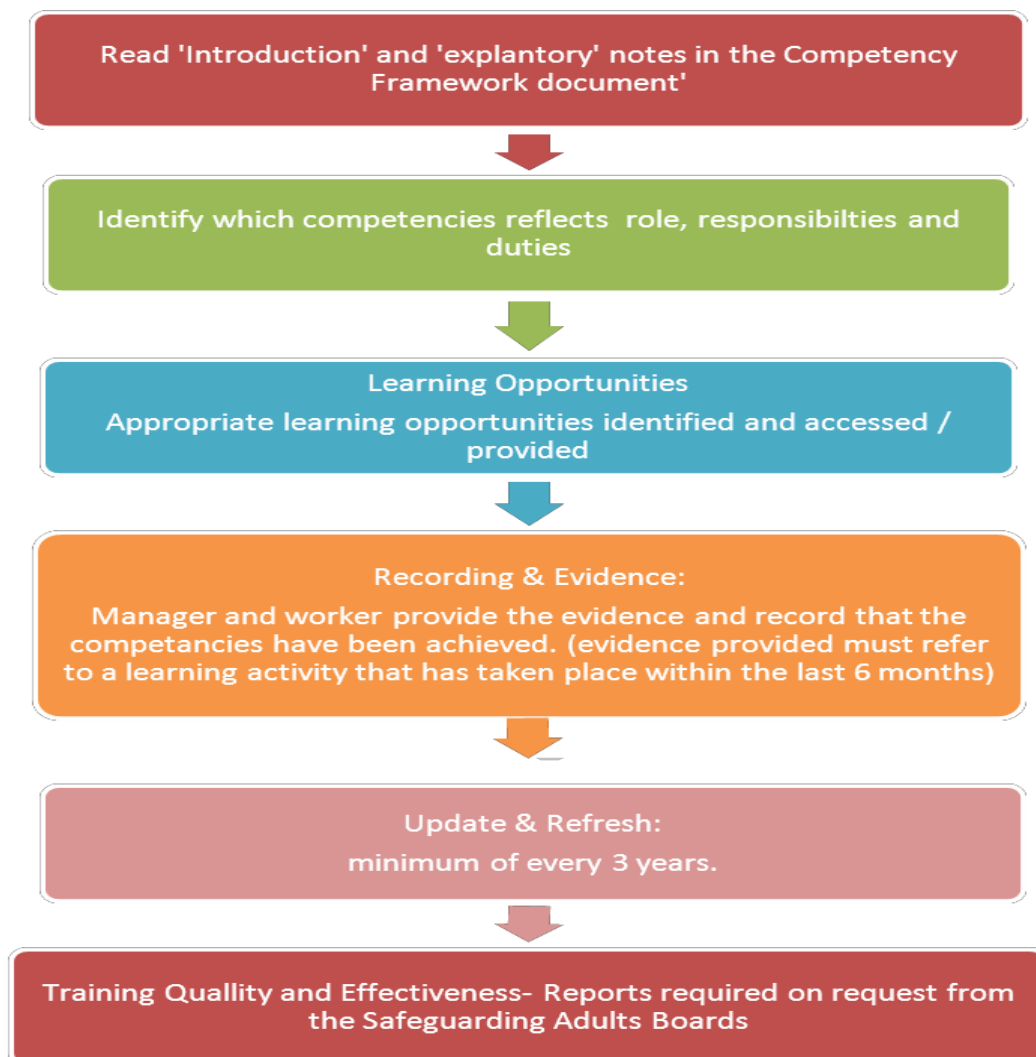 Read 'Introduction' and 'explantory' notes in the Competency
Framework document'
Identify which competencies reflects role, responsibilties and
duties
Learning Opportunities
Appropriate learning opportunities identified and accessed /
provided
Recording & Evidence:
Manager and worker provide the evidence and record that the
competancies have been achieved. (evidence provided must refer
to a learning activity that has taken place within the last 6 months)
Update & Refresh:
minimum of every 3 years.
Training Quallity and Effectiveness- Reports required on request from
the Safeguarding Adults Boards